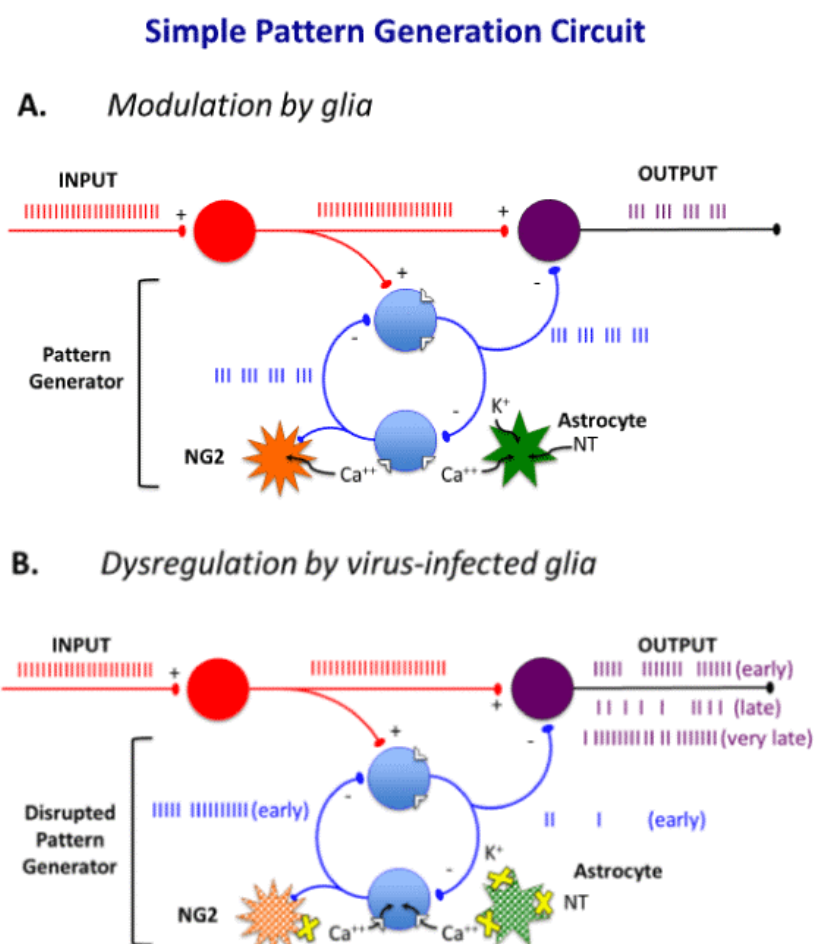 Simple Pattern Generation Circuit
A. Modulation by glia
INPUT
OUTPUT
+
+
+
-
Pattern
Generator
-
-
K⁺
Astrocyte
NT
NG2
Ca⁺⁺
Ca⁺⁺
B. Dysregulation by virus-infected glia
INPUT
OUTPUT
(early)
+
+
(late)
+
-
(very late)
-
(early)
(early)
Disrupted
Pattern
Generator
-
K⁺
Astrocyte
NT
NG2
Ca⁺⁺
Ca⁺⁺